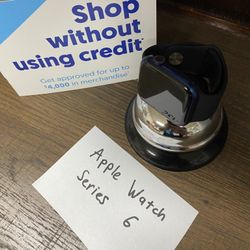 Shop
without
using credit*
Get approved for up to
$4,000 in merchandise*
Apple Watch
Series 6